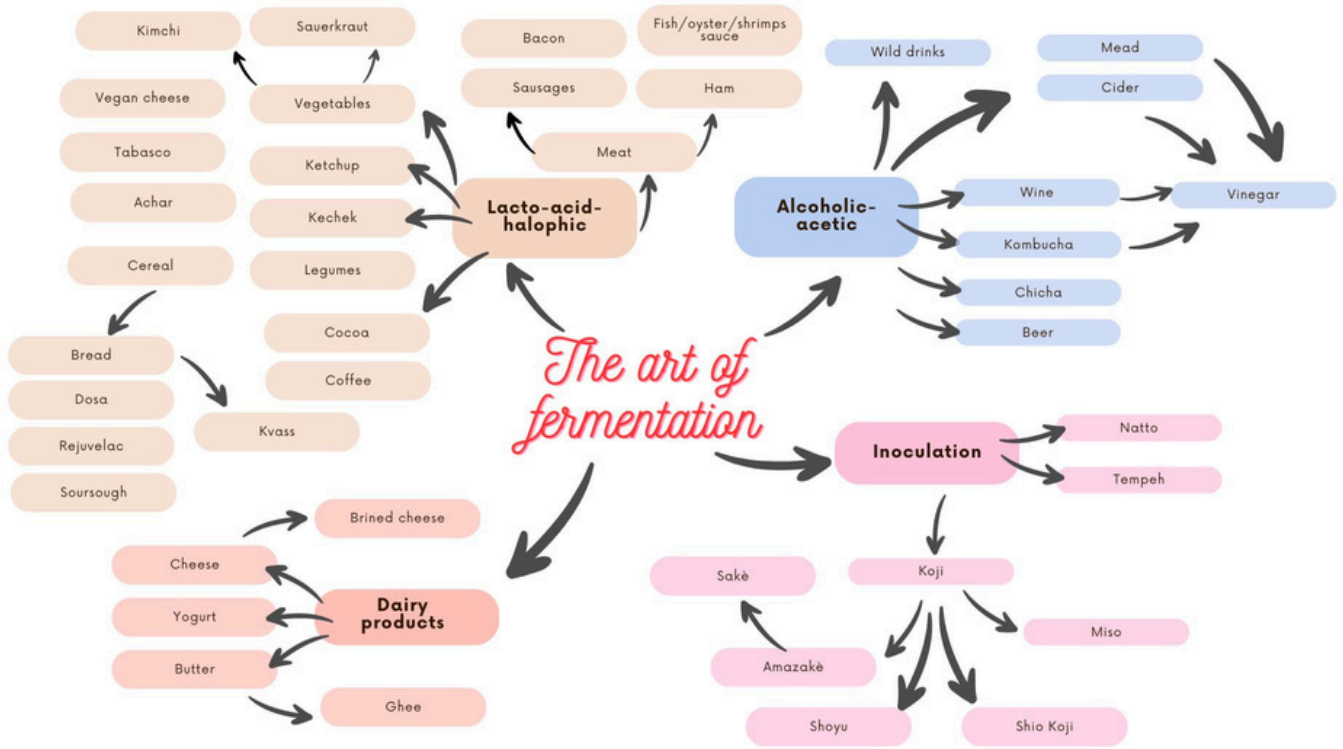 Kimchi
Sauerkraut
Bacon
Fish/oyster/shrimps
sauce
Vegan cheese
Vegetables
Sausages
Ham
Tabasco
Ketchup
Meat
Achar
Kechek
Lacto-acid-
halophic
Cereal
Legumes
Cocoa
Coffee
Bread
Dosa
Rejuvelac
Soursough
Kvass
Wild drinks
Mead
Cider
Alcoholic-
acetic
Wine
Vinegar
Kombucha
Chicha
Beer
The art of
fermentation
Inoculation
Natto
Tempeh
Koji
Sakè
Miso
Amazakè
Shoyu
Shio Koji
Brined cheese
Cheese
Yogurt
Dairy
products
Butter
Ghee